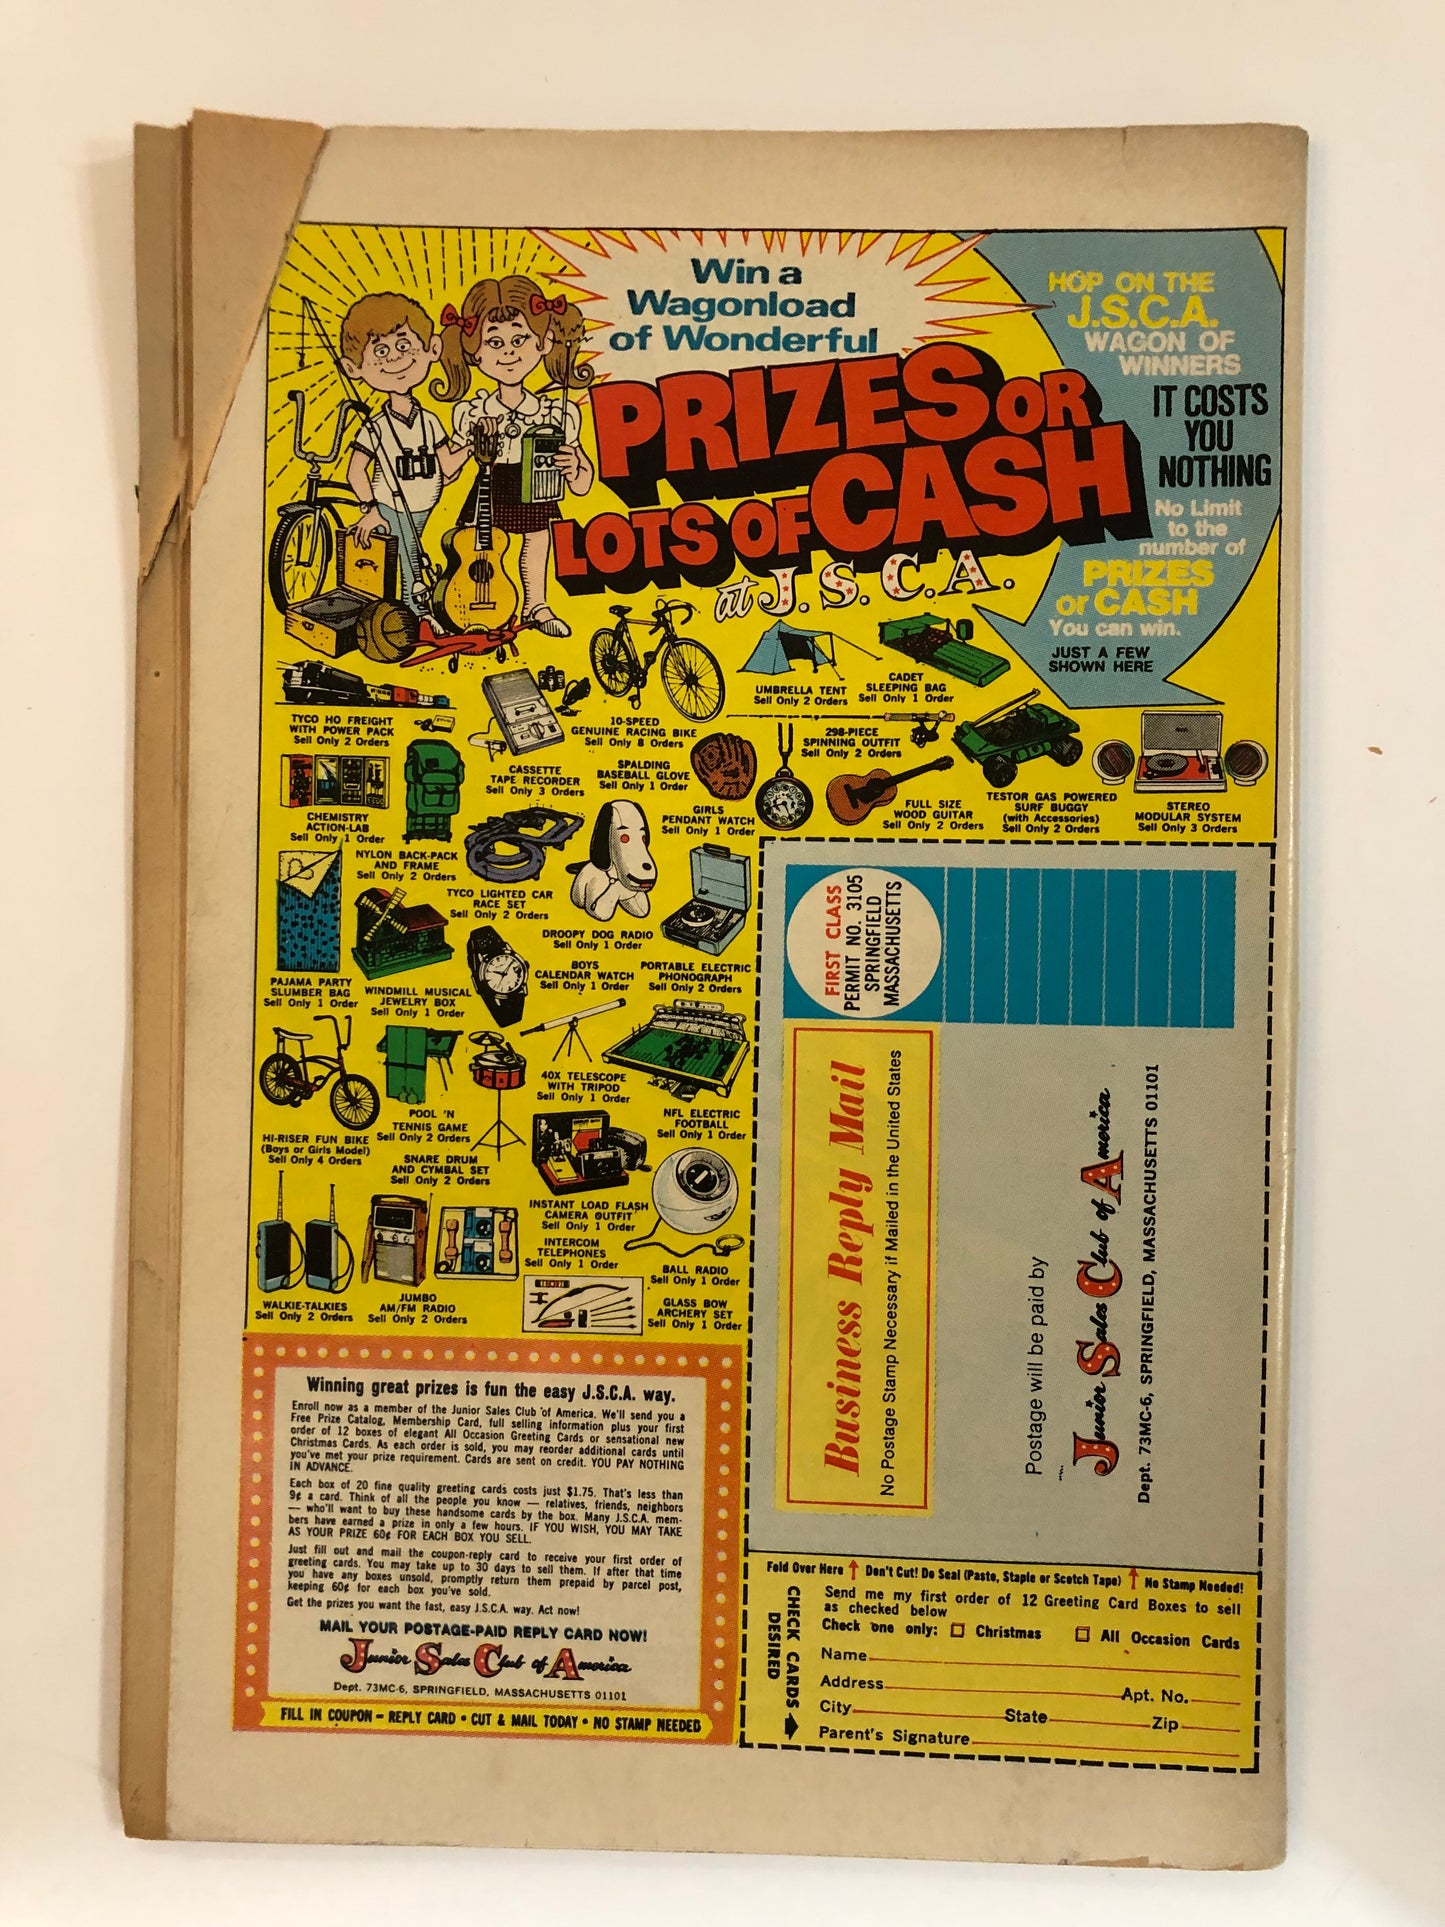 Win a
Wagonload
of Wonderful
PRIZES OR
LOTS OF CASH
at J.S.C.A.
HOP ON THE
J.S.C.A.
WAGON OF
WINNERS
IT COSTS
YOU
NOTHING
No Limit
to the
number of
PRIZES
or CASH
You can win.
JUST A FEW
SHOWN HERE
TYCO HO FREIGHT
WITH POWER PACK
Sell Only 2 Orders
CASSETTE
TAPE RECORDER
Sell Only 3 Orders
10-SPEED
GENUINE RACING BIKE
Sell Only 8 Orders
UMBRELLA TENT
Sell Only 2 Orders
CADET
SLEEPING BAG
Sell Only 1 Order
SPALDING
BASEBALL GLOVE
Sell Only 1 Order
298-PIECE
SPINNING OUTFIT
Sell Only 2 Orders
CHEMISTRY
ACTION-LAB
Sell Only 1 Order
GIRLS
PENDANT WATCH
Sell Only 1 Order
FULL SIZE
WOOD GUITAR
Sell Only 2 Orders
TESTOR GAS POWERED
SURF BUGGY
(with Accessories)
Sell Only 2 Orders
STEREO
MODULAR SYSTEM
Sell Only 3 Orders
NYLON BACK-PACK
AND FRAME
Sell Only 2 Orders
TYCO LIGHTED CAR
RACE SET
Sell Only 2 Orders
DROOPY DOG RADIO
Sell Only 1 Order
PAJAMA PARTY
SLUMBER BAG
Sell Only 1 Order
WINDMILL MUSICAL
JEWELRY BOX
Sell Only 1 Order
BOYS
CALENDAR WATCH
Sell Only 1 Order
PORTABLE ELECTRIC
PHONOGRAPH
Sell Only 2 Orders
40X TELESCOPE
WITH TRIPOD
Sell Only 1 Order
HI-RISER FUN BIKE
(Boys or Girls Model)
Sell Only 4 Orders
POOL 'N
TENNIS GAME
Sell Only 2 Orders
SNARE DRUM
AND CYMBAL SET
Sell Only 2 Orders
NFL ELECTRIC
FOOTBALL
Sell Only 1 Order
INSTANT LOAD FLASH
CAMERA OUTFIT
Sell Only 1 Order
INTERCOM
TELEPHONES
Sell Only 1 Order
BALL RADIO
Sell Only 1 Order
WALKIE-TALKIES
Sell Only 2 Orders
JUMBO
AM/FM RADIO
Sell Only 2 Orders
GLASS BOW
ARCHERY SET
Sell Only 1 Order
Winning great prizes is fun the easy J.S.C.A. way.
Enroll now as a member of the Junior Sales Club of America. We'll send you a
Free Prize Catalog, Membership Card, full selling information plus your first
order of 12 boxes of elegant All Occasion Greeting Cards or sensational new
Christmas Cards. As each order is sold, you may reorder additional cards until
you've met your prize requirement. Cards are sent on credit. YOU PAY NOTHING
IN ADVANCE.
Each box of 20 fine quality greeting cards costs just $1.75. That's less than
9¢ a card. Think of all the people you know — relatives, friends, neighbors
— who'll want to buy these handsome cards by the box. Many J.S.C.A. mem-
bers have earned a prize in only a few hours. IF YOU WISH, YOU MAY TAKE
AS YOUR PRIZE 60¢ FOR EACH BOX YOU SELL.
Just fill out and mail the coupon-reply card to receive your first order of
greeting cards. You may take up to 30 days to sell them. If after that time
you have any boxes unsold, promptly return them prepaid by parcel post,
keeping 60¢ for each box you've sold.
Get the prizes you want the fast, easy J.S.C.A. way. Act now!
MAIL YOUR POSTAGE-PAID REPLY CARD NOW!
Junior Sales Club of America
Dept. 73MC-6, SPRINGFIELD, MASSACHUSETTS 01101
FILL IN COUPON – REPLY CARD • CUT & MAIL TODAY • NO STAMP NEEDED
FIRST CLASS
PERMIT NO. 3105
SPRINGFIELD
MASSACHUSETTS
Business Reply Mail
No Postage Stamp Necessary if Mailed in the United States
Postage will be paid by
Junior Sales Club of America
Dept. 73MC-6, SPRINGFIELD, MASSACHUSETTS 01101
Fold Over Here ↑ Don't Cut! Do Seal (Paste, Staple or Scotch Tape) ↑ No Stamp Needed!
CHECK CARDS
DESIRED
Send me my first order of 12 Greeting Card Boxes to sell
as checked below
Check one only: □ Christmas □ All Occasion Cards
Name
Address Apt. No.
City State Zip
Parent's Signature